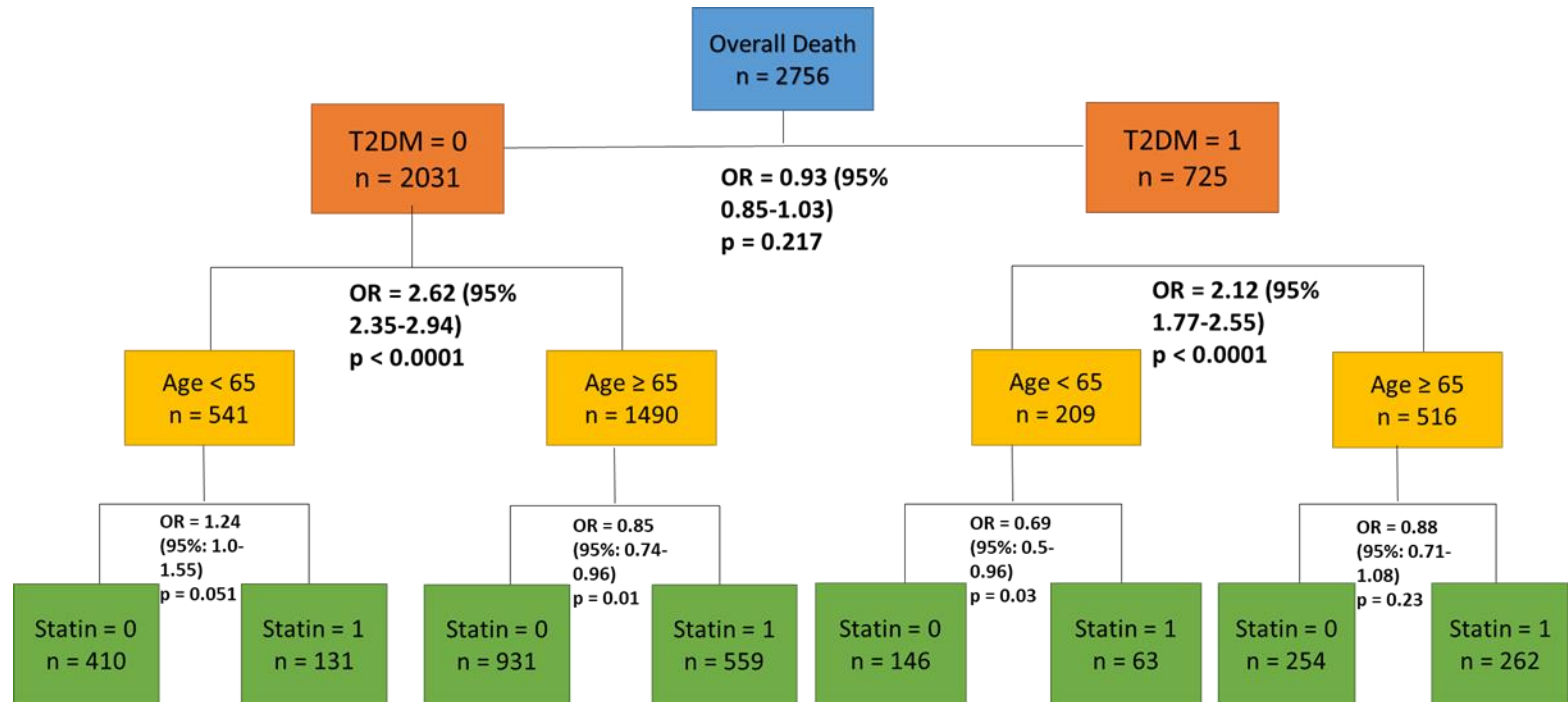 Overall Death
n = 2756
T2DM = 0
n = 2031
T2DM = 1
n = 725
OR = 0.93 (95%
0.85-1.03)
p = 0.217
OR = 2.62 (95%
2.35-2.94)
p < 0.0001
OR = 2.12 (95%
1.77-2.55)
p < 0.0001
Age < 65
n = 541
Age ≥ 65
n = 1490
Age < 65
n = 209
Age ≥ 65
n = 516
OR = 1.24
(95%: 1.0-
1.55)
p = 0.051
OR = 0.85
(95%: 0.74-
0.96)
p = 0.01
OR = 0.69
(95%: 0.5-
0.96)
p = 0.03
OR = 0.88
(95%: 0.71-
1.08)
p = 0.23
Statin = 0
n = 410
Statin = 1
n = 131
Statin = 0
n = 931
Statin = 1
n = 559
Statin = 0
n = 146
Statin = 1
n = 63
Statin = 0
n = 254
Statin = 1
n = 262